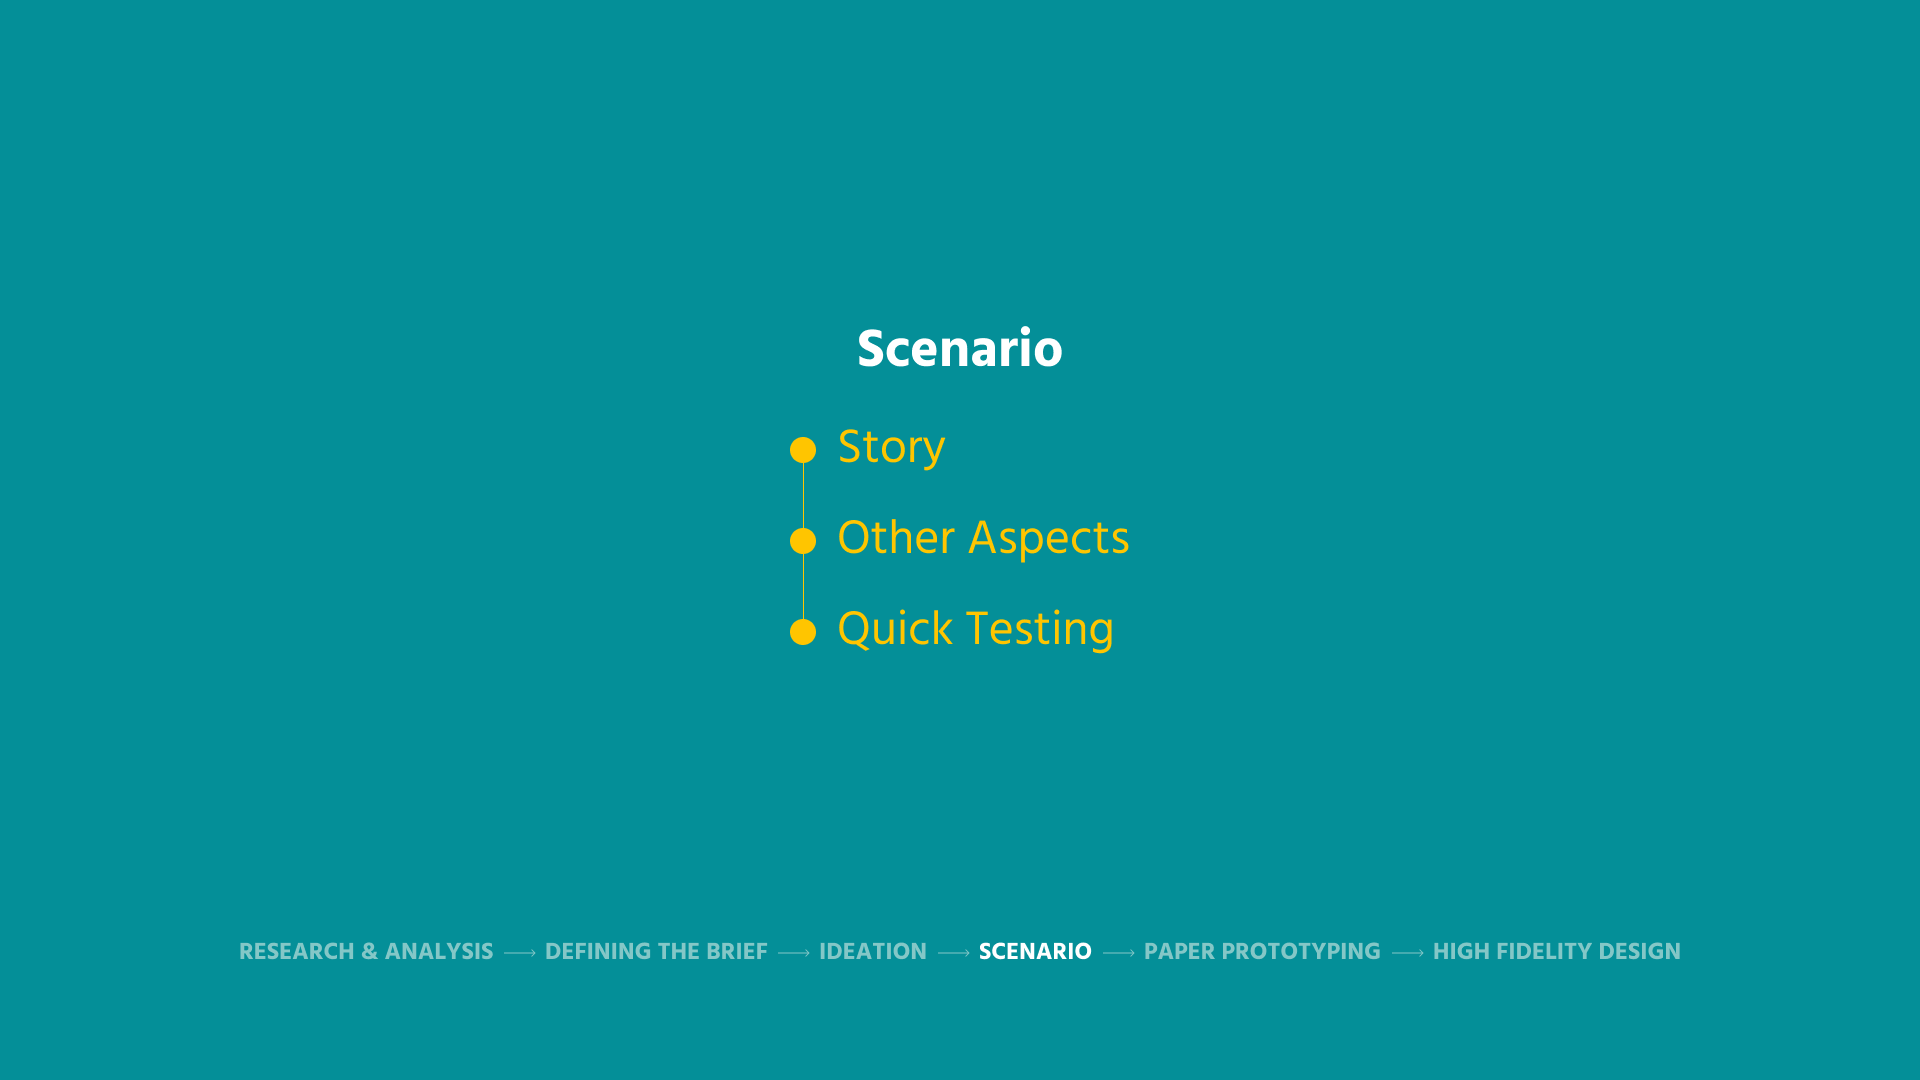 Scenario
Story
Other Aspects
Quick Testing
RESEARCH & ANALYSIS → DEFINING THE BRIEF → IDEATION → SCENARIO → PAPER PROTOTYPING → HIGH FIDELITY DESIGN